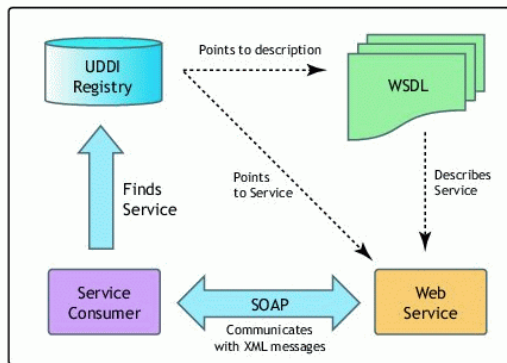 UDDI
Registry
Points to description
WSDL
Finds
Service
Points
to Service
Describes
Service
Service
Consumer
SOAP
Communicates
with XML messages
Web
Service